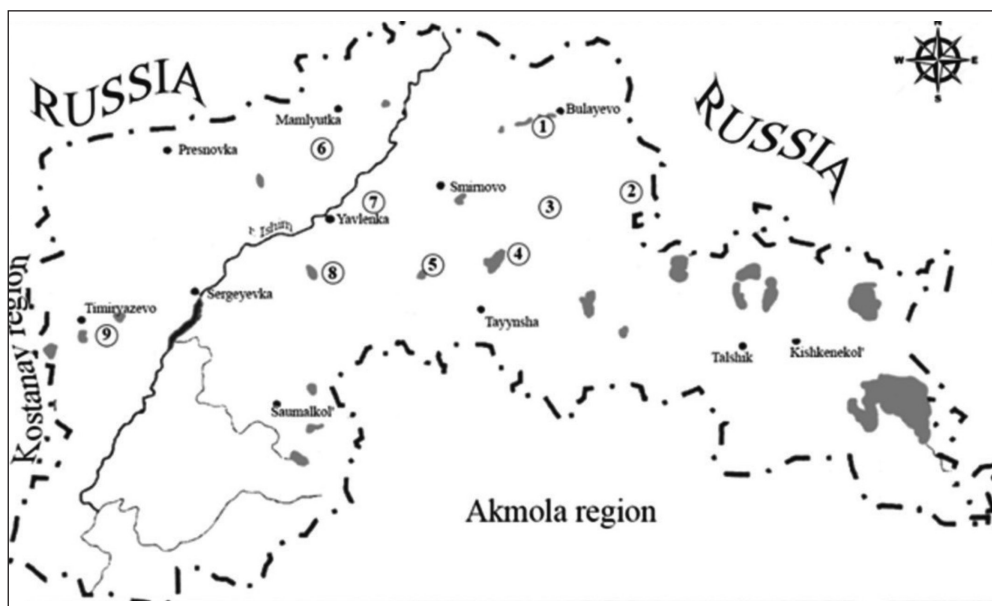 RUSSIA
RUSSIA
N
W
E
S
Mamlyutka
Bulayevo
1
Presnovka
6
Smirnovo
2
7
3
Yavlenka
r. Ishim
4
5
8
Sergeyevka
Kostanay region
Timiryazevo
9
Tayynsha
Talshik
Kishkenekol'
Saumalkol'
Akmola region